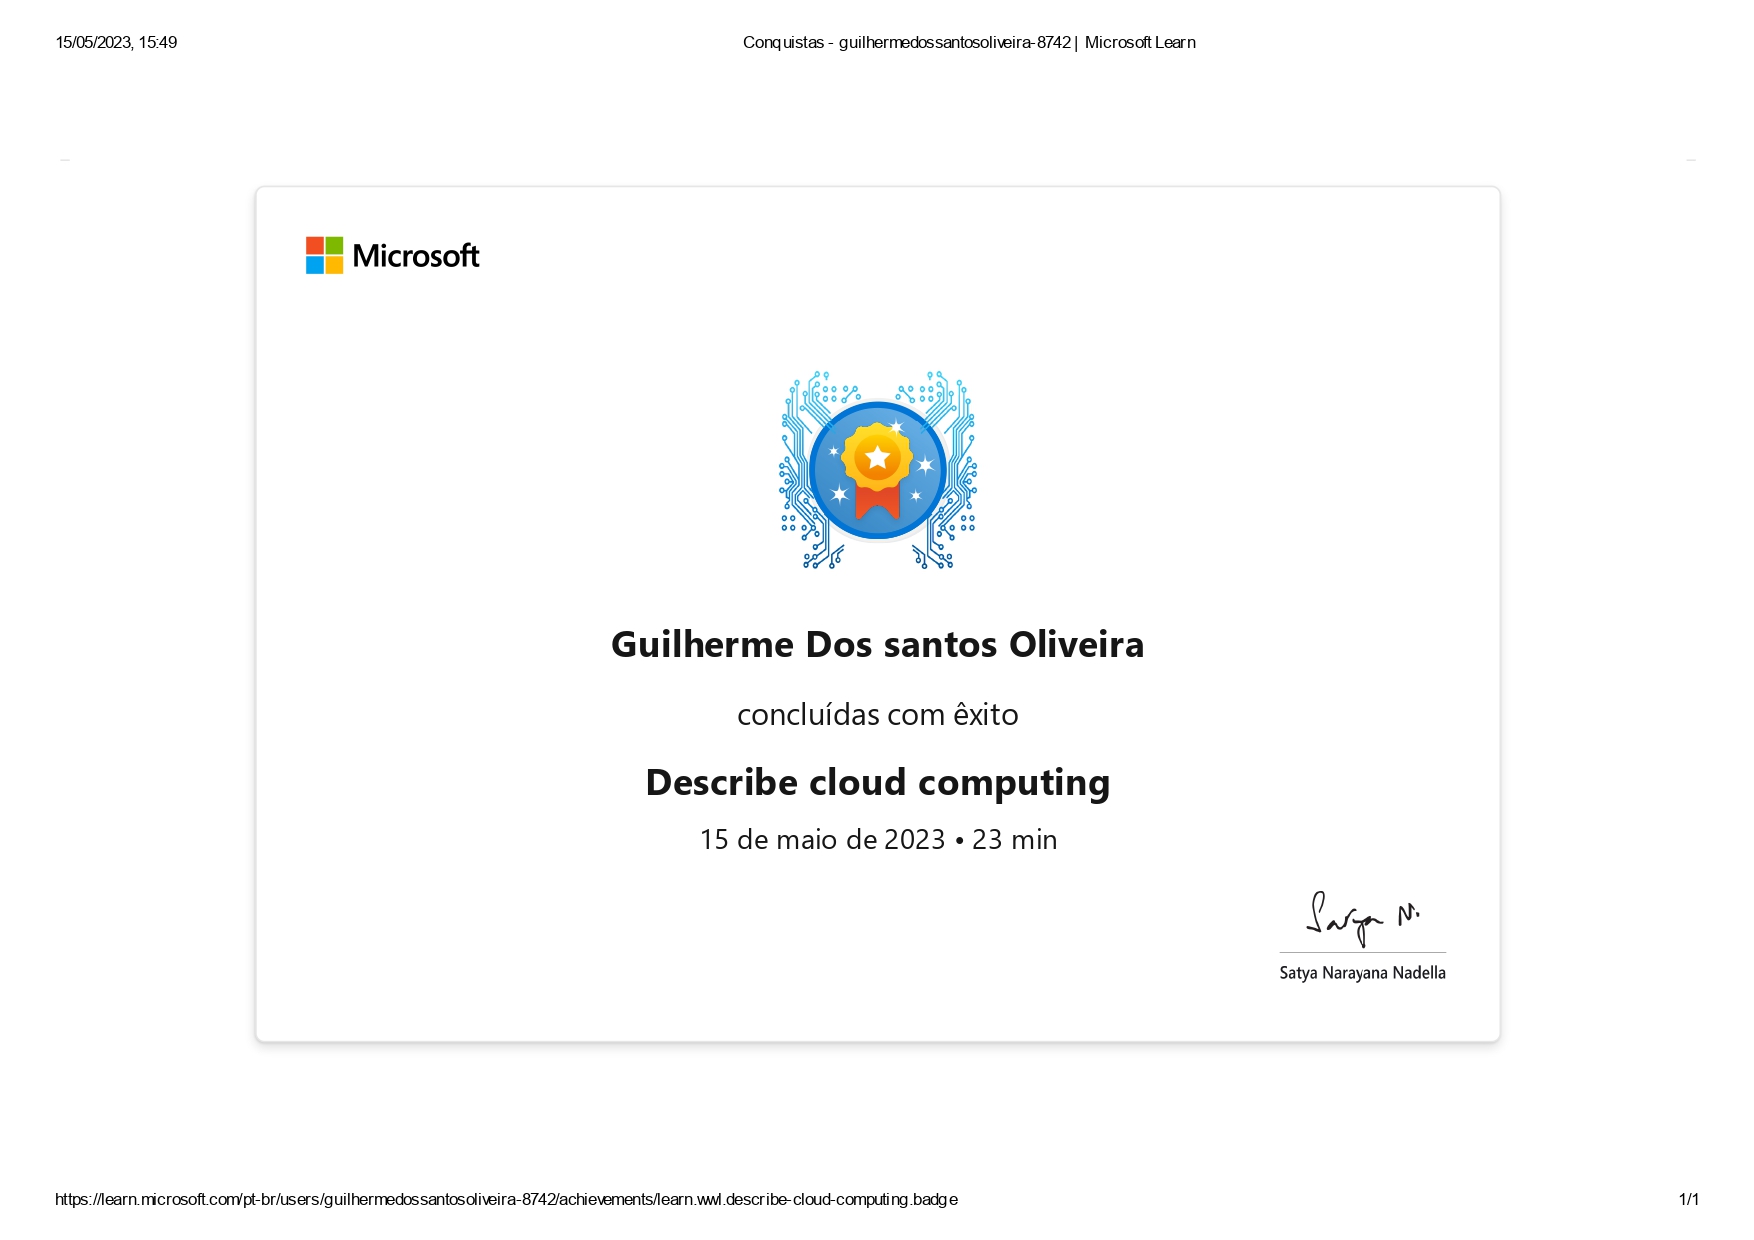 15/05/2023, 15:49
Conquistas - guilhermedossantosoliveira-8742 | Microsoft Learn
Microsoft
Guilherme Dos santos Oliveira
concluídas com êxito
Describe cloud computing
15 de maio de 2023 • 23 min
Satya N.
Satya Narayana Nadella
https://learn.microsoft.com/pt-br/users/guilhermedossantosoliveira-8742/achievements/learn.wwl.describe-cloud-computing.badge
1/1